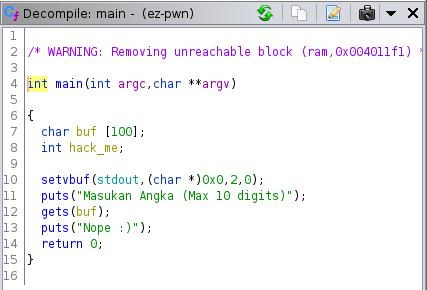 Decompile: main - (ez-pwn)
1
2 /* WARNING: Removing unreachable block (ram,0x004011f1) *
3
4 int main(int argc,char **argv)
5
6 {
7 char buf [100];
8 int hack_me;
9
10 setvbuf(stdout,(char *)0x0,2,0);
11 puts("Masukan Angka (Max 10 digits)");
12 gets(buf);
13 puts("Nope :)");
14 return 0;
15 }
16